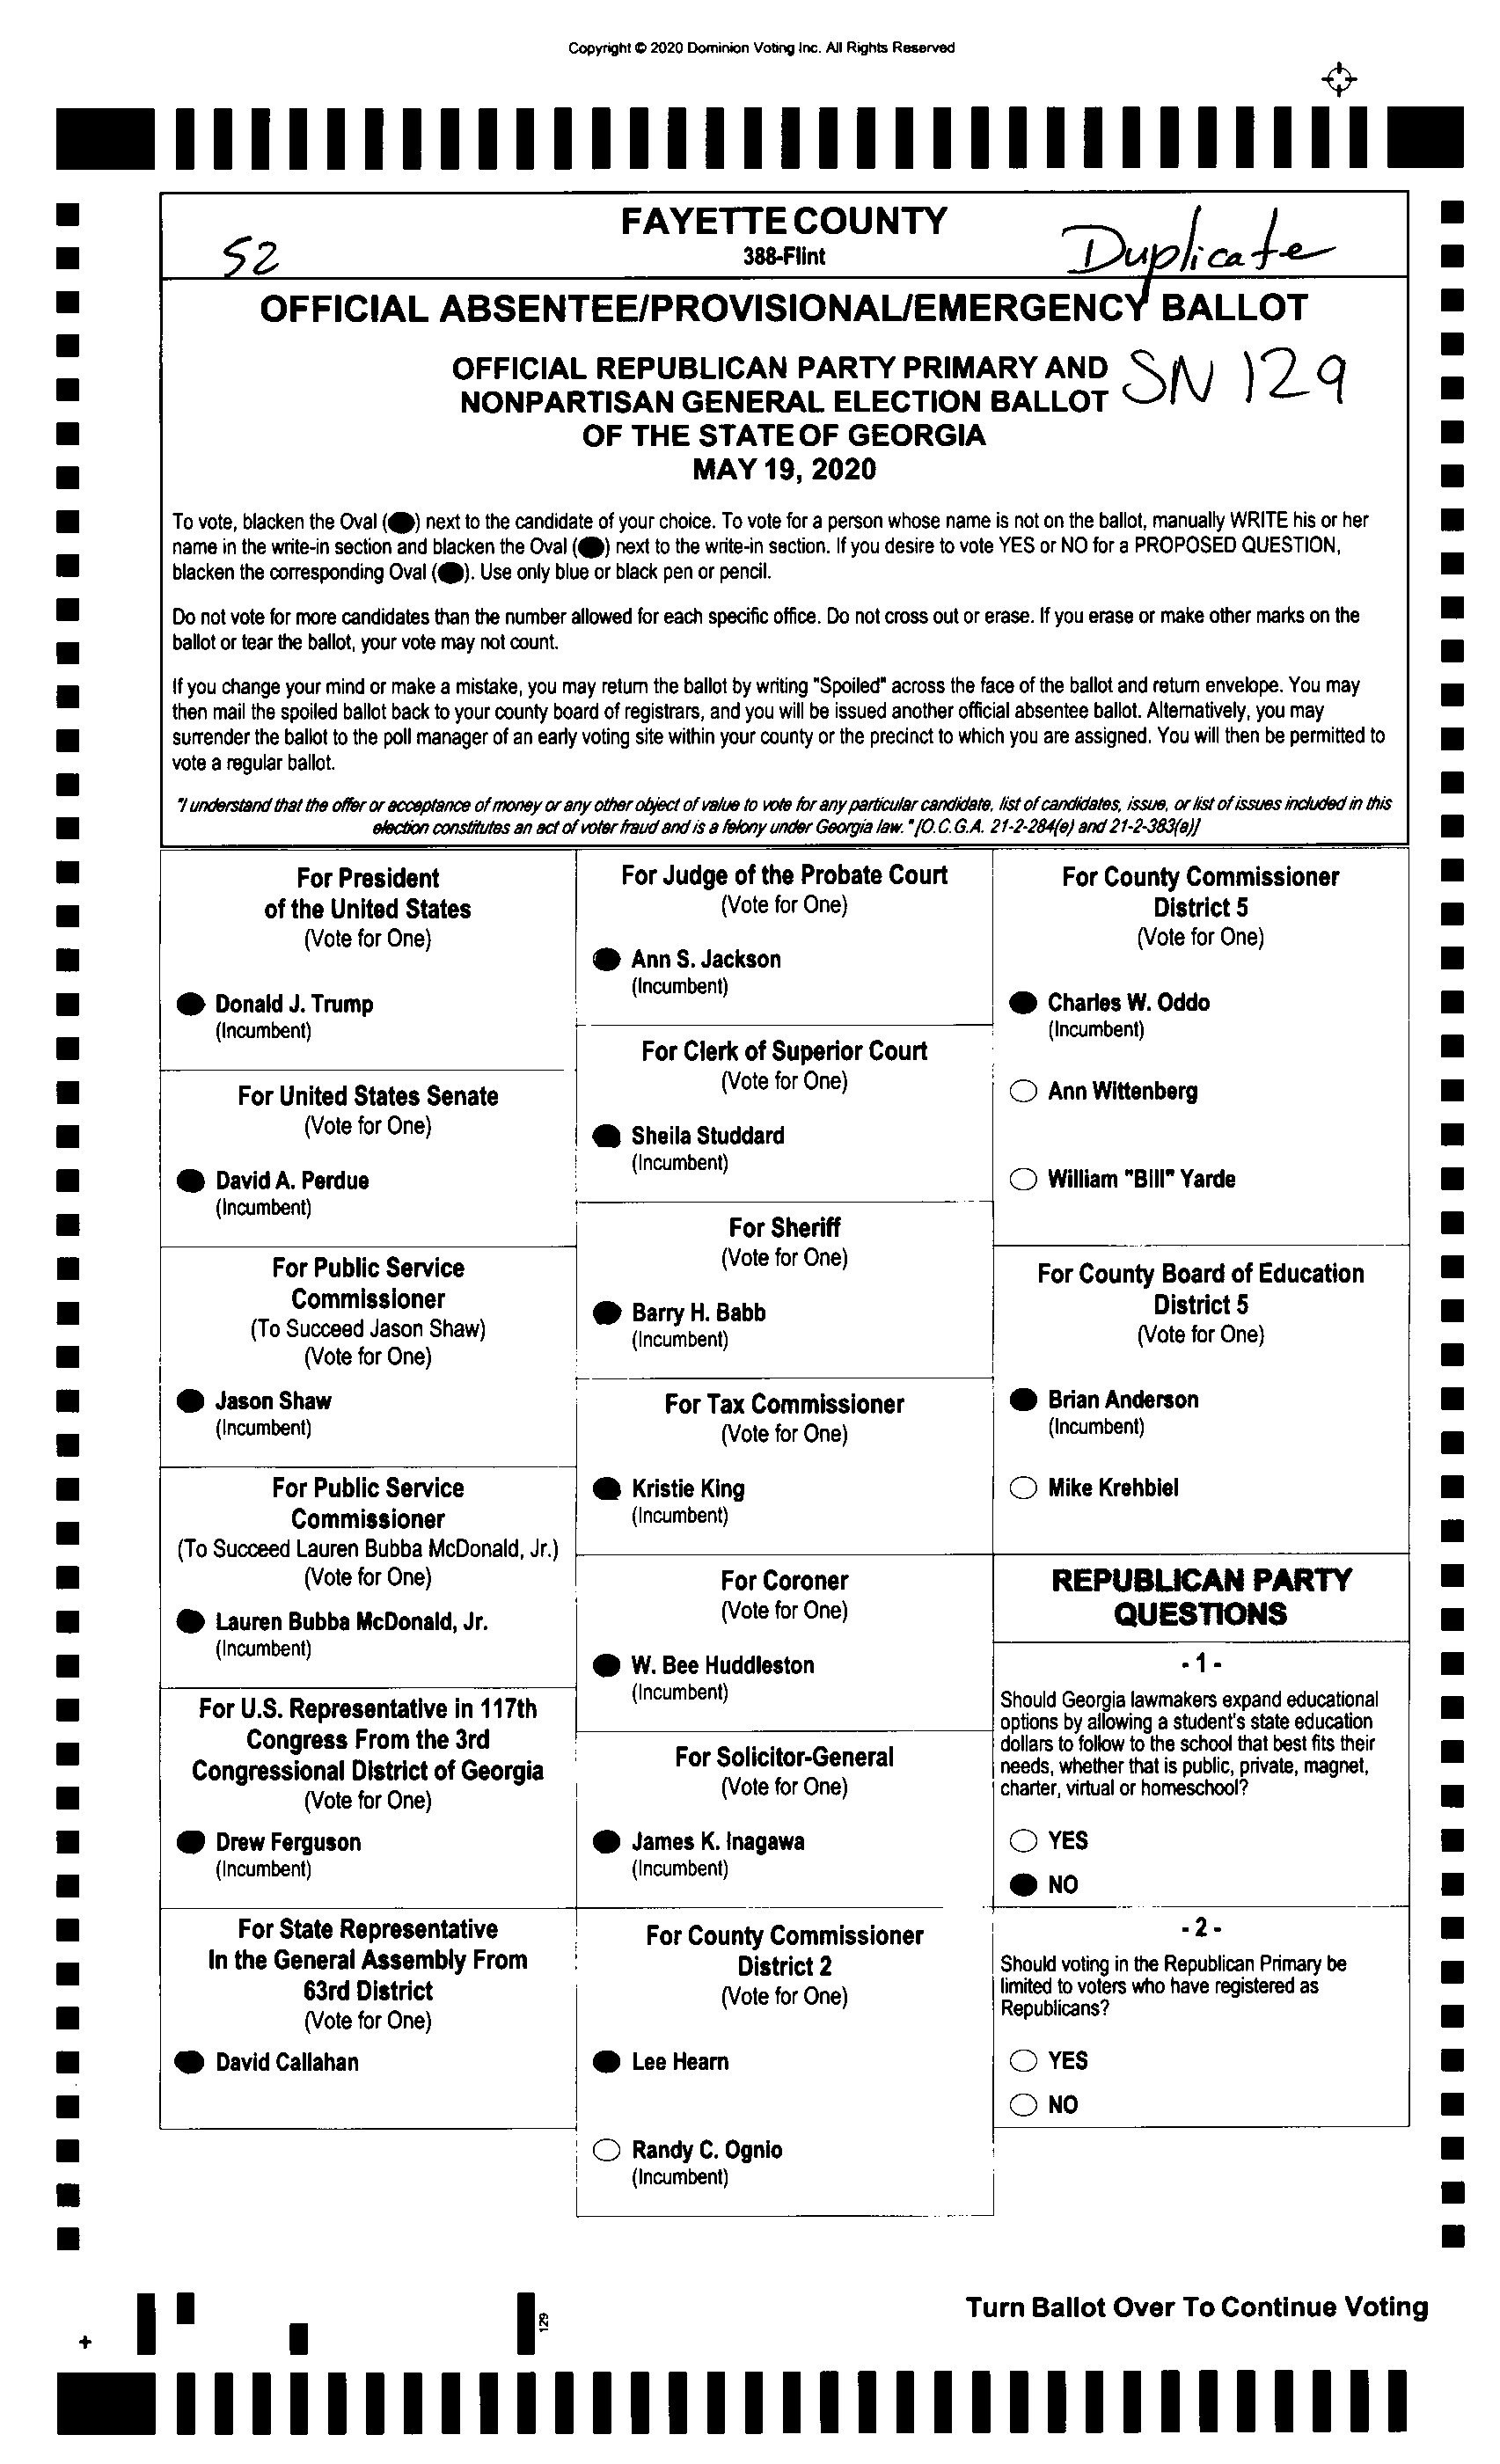 Copyright © 2020 Dominion Voting Inc. All Rights Reserved
FAYETTE COUNTY
388-Flint
52
Duplicate
OFFICIAL ABSENTEE/PROVISIONAL/EMERGENCY BALLOT
OFFICIAL REPUBLICAN PARTY PRIMARY AND
NONPARTISAN GENERAL ELECTION BALLOT
OF THE STATE OF GEORGIA
MAY 19, 2020
SN 129
To vote, blacken the Oval () next to the candidate of your choice. To vote for a person whose name is not on the ballot, manually WRITE his or her
name in the write-in section and blacken the Oval () next to the write-in section. If you desire to vote YES or NO for a PROPOSED QUESTION,
blacken the corresponding Oval (). Use only blue or black pen or pencil.
Do not vote for more candidates than the number allowed for each specific office. Do not cross out or erase. If you erase or make other marks on the
ballot or tear the ballot, your vote may not count.
If you change your mind or make a mistake, you may return the ballot by writing "Spoiled" across the face of the ballot and return envelope. You may
then mail the spoiled ballot back to your county board of registrars, and you will be issued another official absentee ballot. Alternatively, you may
surrender the ballot to the poll manager of an early voting site within your county or the precinct to which you are assigned. You will then be permitted to
vote a regular ballot.
"I understand that the offer or acceptance of money or any other object of value to vote for any particular candidate, list of candidates, issue, or list of issues included in this
election constitutes an act of voter fraud and is a felony under Georgia law." [O.C.G.A. 21-2-284(e) and 21-2-383(a)]
For President
of the United States
(Vote for One)
Donald J. Trump
(Incumbent)
For United States Senate
(Vote for One)
David A. Perdue
(Incumbent)
For Public Service
Commissioner
(To Succeed Jason Shaw)
(Vote for One)
Jason Shaw
(Incumbent)
For Public Service
Commissioner
(To Succeed Lauren Bubba McDonald, Jr.)
(Vote for One)
Lauren Bubba McDonald, Jr.
(Incumbent)
For U.S. Representative in 117th
Congress From the 3rd
Congressional District of Georgia
(Vote for One)
Drew Ferguson
(Incumbent)
For State Representative
In the General Assembly From
63rd District
(Vote for One)
David Callahan
For Judge of the Probate Court
(Vote for One)
Ann S. Jackson
(Incumbent)
For Clerk of Superior Court
(Vote for One)
Sheila Studdard
(Incumbent)
For Sheriff
(Vote for One)
Barry H. Babb
(Incumbent)
For Tax Commissioner
(Vote for One)
Kristie King
(Incumbent)
For Coroner
(Vote for One)
W. Bee Huddleston
(Incumbent)
For Solicitor-General
(Vote for One)
James K. Inagawa
(Incumbent)
For County Commissioner
District 2
(Vote for One)
Lee Hearn
Randy C. Ognio
(Incumbent)
For County Commissioner
District 5
(Vote for One)
Charles W. Oddo
(Incumbent)
Ann Wittenberg
William "Bill" Yarde
For County Board of Education
District 5
(Vote for One)
Brian Anderson
(Incumbent)
Mike Krehbiel
REPUBLICAN PARTY
QUESTIONS
- 1 -
Should Georgia lawmakers expand educational
options by allowing a student's state education
dollars to follow to the school that best fits their
needs, whether that is public, private, magnet,
charter, virtual or homeschool?
YES
NO
- 2 -
Should voting in the Republican Primary be
limited to voters who have registered as
Republicans?
YES
NO
Turn Ballot Over To Continue Voting
129